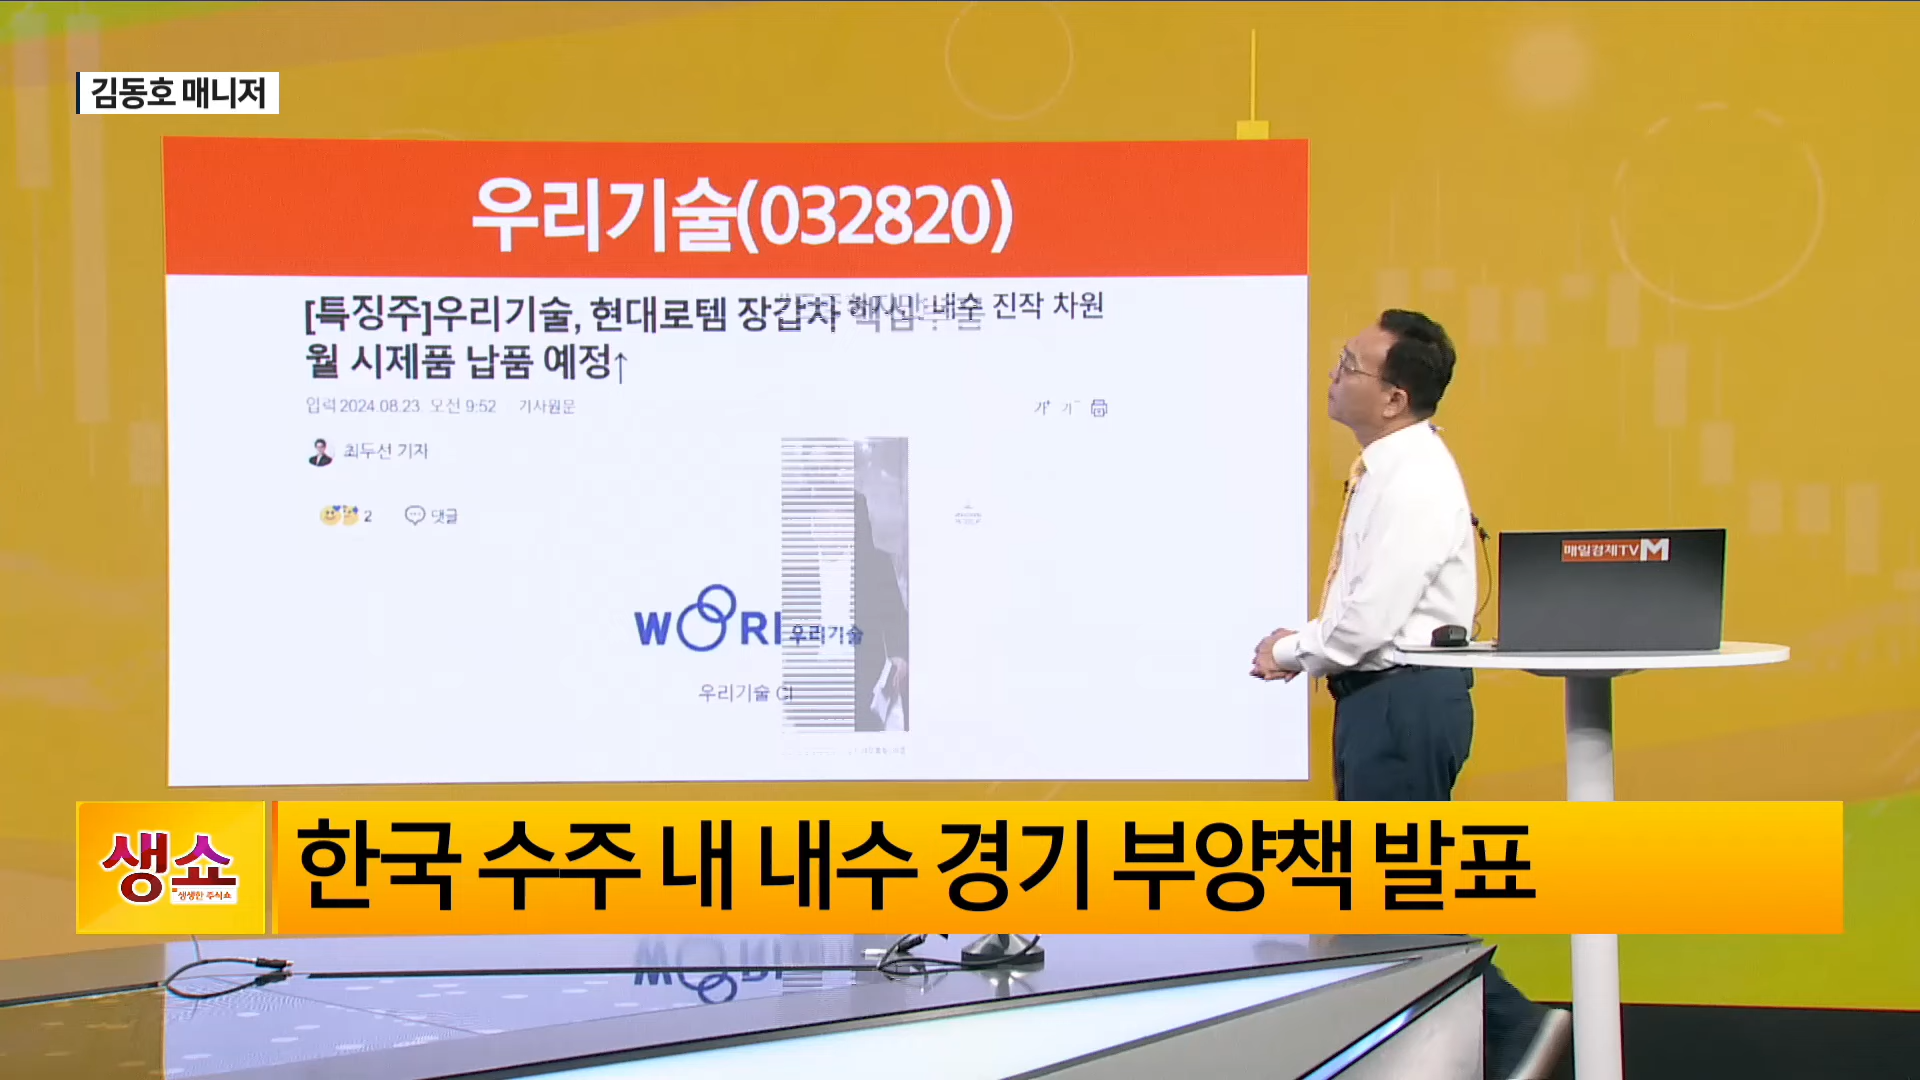 김동호 매니저
우리기술(032820)
[특징주]우리기술, 현대로템 장갑차 내수 진작 차원
월 시제품 납품 예정↑
입력 2024.08.23. 오전 9:52 기사원문
가+ 가-
최두선 기자
2 댓글
WOORI 우리기술
우리기술 CI
매일경제TV M
생쇼
생생한 주식쇼
한국 수주 내 내수 경기 부양책 발표